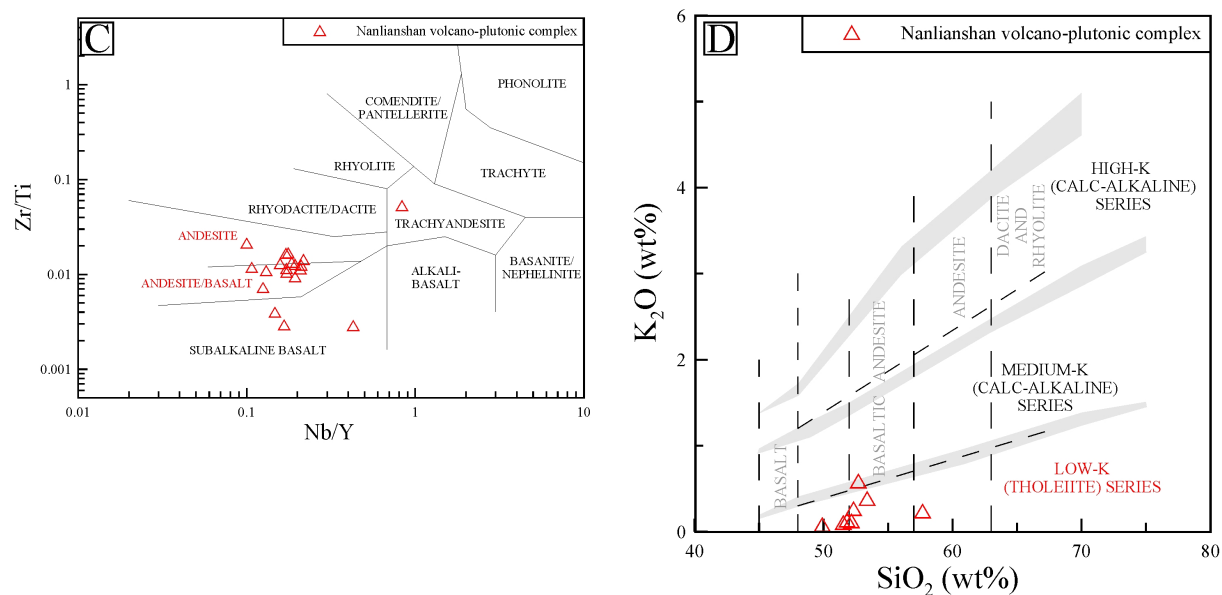 C
Nanlianshan volcano-plutonic complex
PHONOLITE
COMENDITE/
PANTELLERITE
RHYOLITE
TRACHYTE
RHYODACITE/DACITE
TRACHYANDESITE
ANDESITE
ANDESITE/BASALT
ALKALI-
BASALT
BASANITE/
NEPHELINITE
SUBALKALINE BASALT
1
0.1
0.01
0.001
Zr/Ti
0.01
0.1
1
10
Nb/Y
D
Nanlianshan volcano-plutonic complex
HIGH-K
(CALC-ALKALINE)
SERIES
DACITE
AND
RHYOLITE
ANDESITE
BASALTIC ANDESITE
BASALT
MEDIUM-K
(CALC-ALKALINE)
SERIES
LOW-K
(THOLEIITE) SERIES
6
4
2
0
K₂O (wt%)
40
50
60
70
80
SiO₂ (wt%)